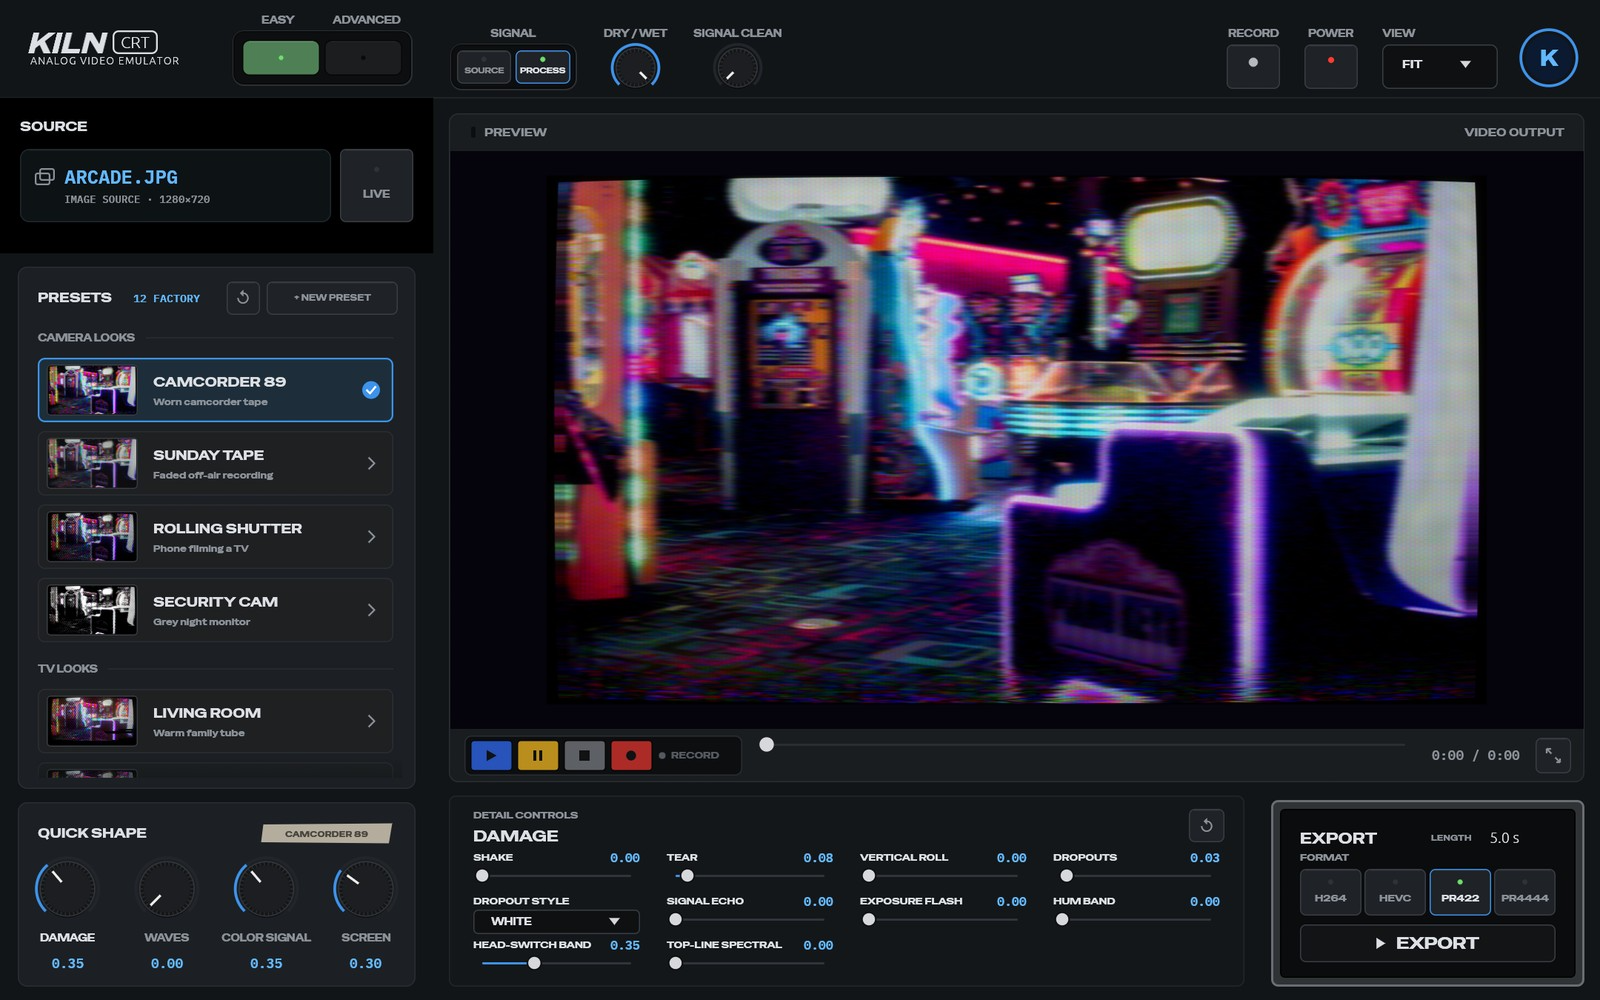 KILN CRT
ANALOG VIDEO EMULATOR
EASY
ADVANCED
SIGNAL
SOURCE
PROCESS
DRY / WET
SIGNAL CLEAN
RECORD
POWER
VIEW
FIT
K
SOURCE
ARCADE.JPG
IMAGE SOURCE · 1280×720
LIVE
PRESETS
12 FACTORY
+ NEW PRESET
CAMERA LOOKS
CAMCORDER 89
Worn camcorder tape
SUNDAY TAPE
Faded off-air recording
ROLLING SHUTTER
Phone filming a TV
SECURITY CAM
Grey night monitor
TV LOOKS
LIVING ROOM
Warm family tube
QUICK SHAPE
CAMCORDER 89
DAMAGE
WAVES
COLOR SIGNAL
SCREEN
0.35
0.00
0.35
0.30
PREVIEW
VIDEO OUTPUT
RECORD
0:00 / 0:00
DETAIL CONTROLS
DAMAGE
SHAKE 0.00
TEAR 0.08
VERTICAL ROLL 0.00
DROPOUTS 0.03
DROPOUT STYLE
WHITE
SIGNAL ECHO 0.00
EXPOSURE FLASH 0.00
HUM BAND 0.00
HEAD-SWITCH BAND 0.35
TOP-LINE SPECTRAL 0.00
EXPORT
LENGTH 5.0 s
FORMAT
H264
HEVC
PR422
PR4444
EXPORT